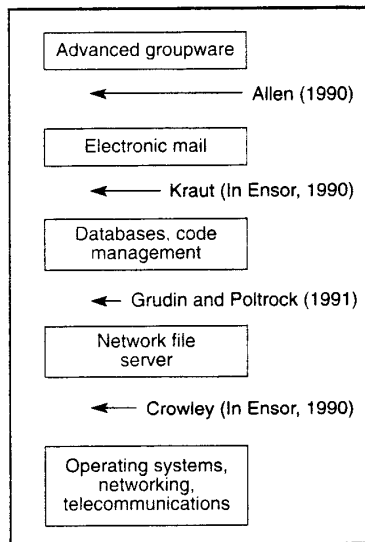 Advanced groupware
Allen (1990)
Electronic mail
Kraut (In Ensor, 1990)
Databases, code
management
Grudin and Poltrock (1991)
Network file
server
Crowley (In Ensor, 1990)
Operating systems,
networking,
telecommunications